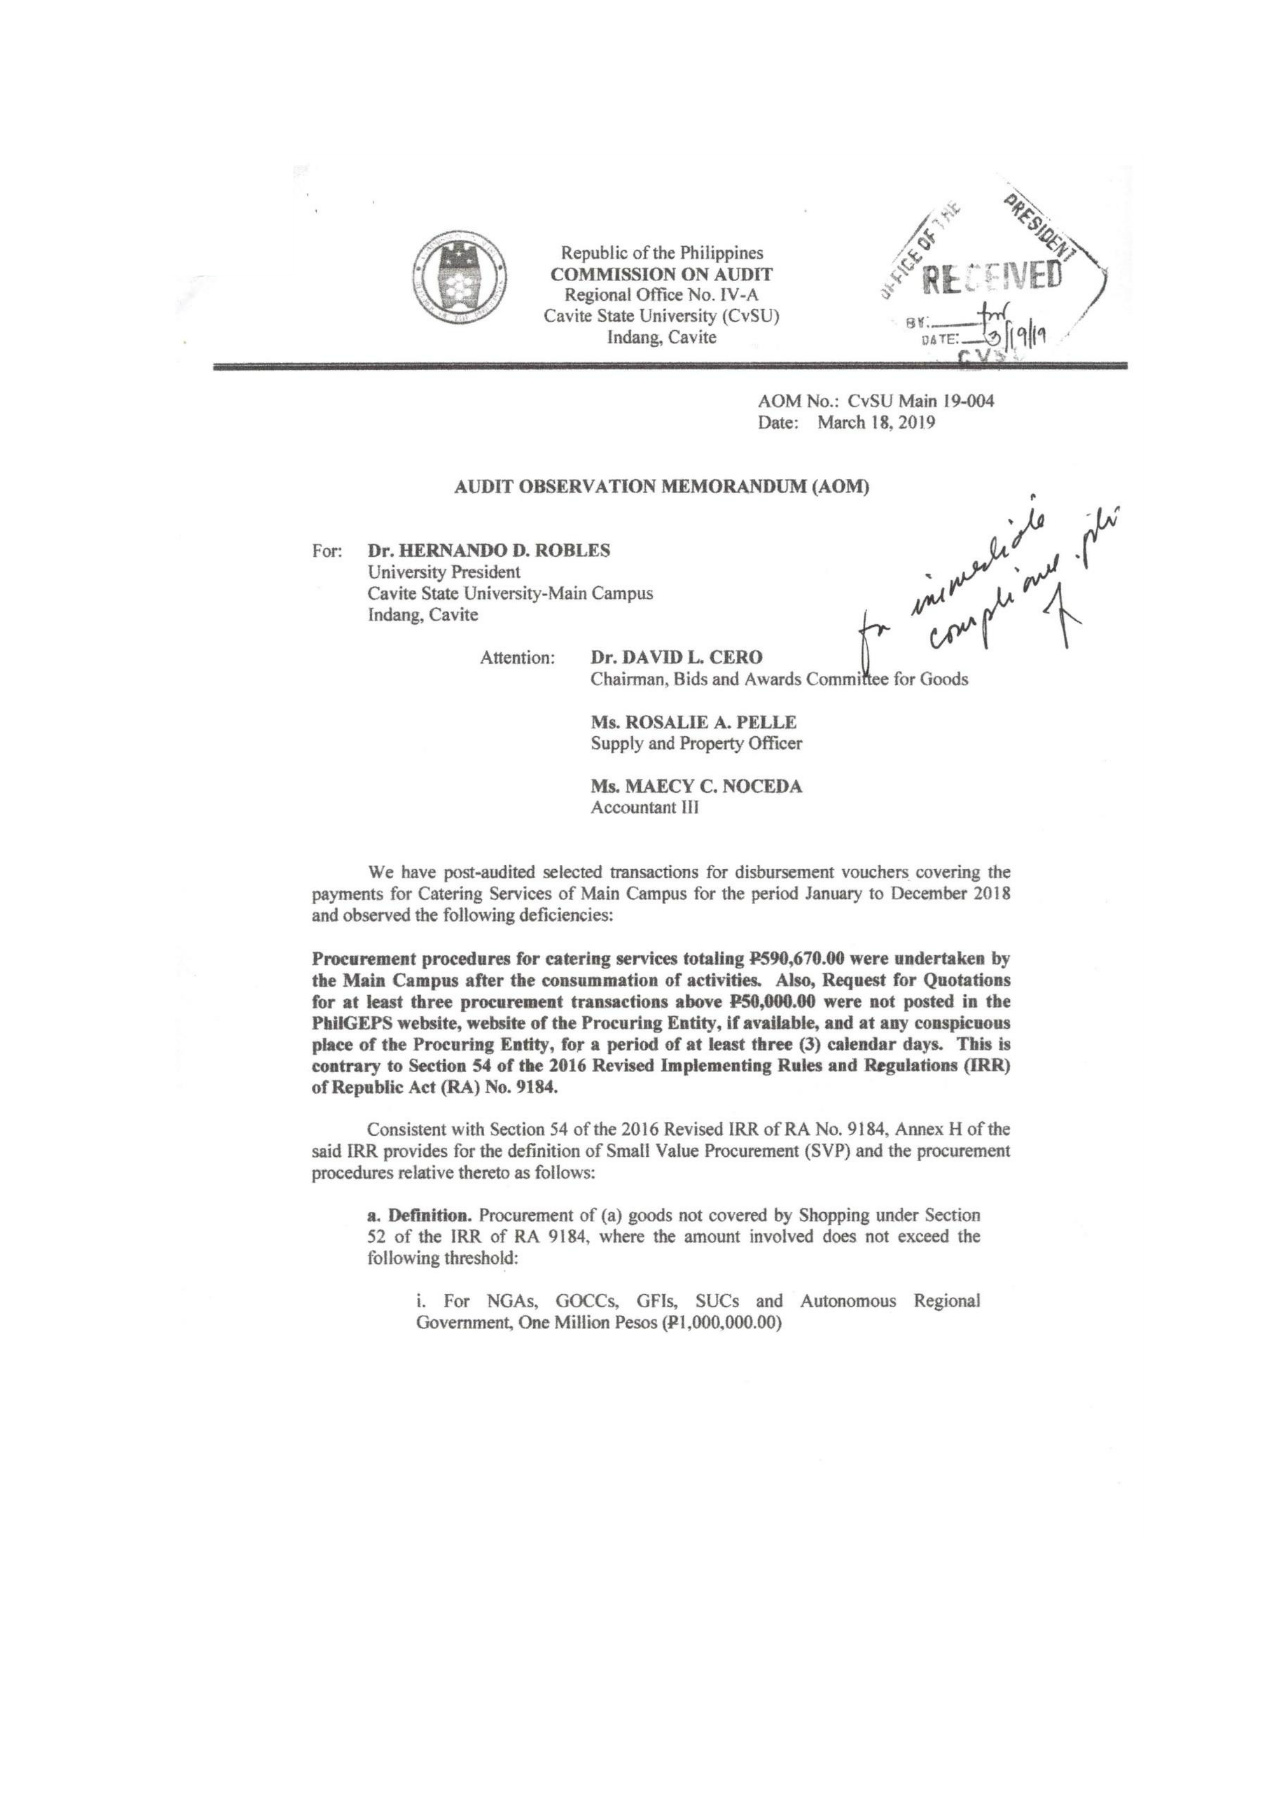 Republic of the Philippines
COMMISSION ON AUDIT
Regional Office No. IV-A
Cavite State University (CvSU)
Indang, Cavite
OFFICE OF THE PRESIDENT
RECEIVED
BY:
DATE: 3/19/19
CVSU
AOM No.: CvSU Main 19-004
Date: March 18, 2019
AUDIT OBSERVATION MEMORANDUM (AOM)
for immediate
compliance
For: Dr. HERNANDO D. ROBLES
University President
Cavite State University-Main Campus
Indang, Cavite
Attention: Dr. DAVID L. CERO
Chairman, Bids and Awards Committee for Goods
Ms. ROSALIE A. PELLE
Supply and Property Officer
Ms. MAECY C. NOCEDA
Accountant III
We have post-audited selected transactions for disbursement vouchers covering the
payments for Catering Services of Main Campus for the period January to December 2018
and observed the following deficiencies:
Procurement procedures for catering services totaling ₱590,670.00 were undertaken by
the Main Campus after the consummation of activities. Also, Request for Quotations
for at least three procurement transactions above ₱50,000.00 were not posted in the
PhilGEPS website, website of the Procuring Entity, if available, and at any conspicuous
place of the Procuring Entity, for a period of at least three (3) calendar days. This is
contrary to Section 54 of the 2016 Revised Implementing Rules and Regulations (IRR)
of Republic Act (RA) No. 9184.
Consistent with Section 54 of the 2016 Revised IRR of RA No. 9184, Annex H of the
said IRR provides for the definition of Small Value Procurement (SVP) and the procurement
procedures relative thereto as follows:
a. Definition. Procurement of (a) goods not covered by Shopping under Section
52 of the IRR of RA 9184, where the amount involved does not exceed the
following threshold:
i. For NGAs, GOCCs, GFIs, SUCs and Autonomous Regional
Government, One Million Pesos (₱1,000,000.00)